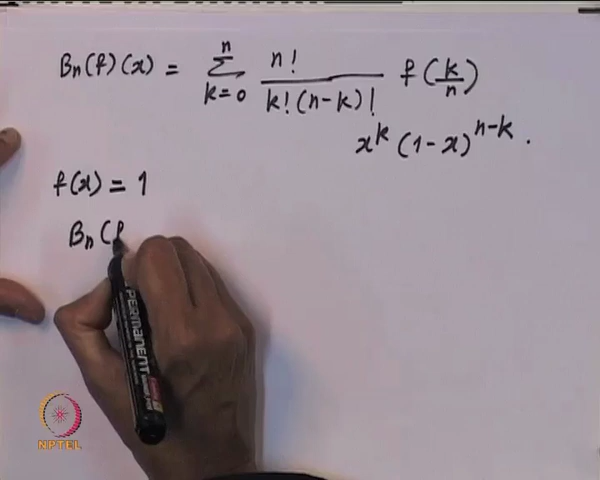 Bn(f)(x) = Σ_{k=0}^{n} n! / k!(n-k)! f(k/n)
x^k (1-x)^{n-k}.
f(x) = 1
Bn(f
PERMANENT
NPTEL